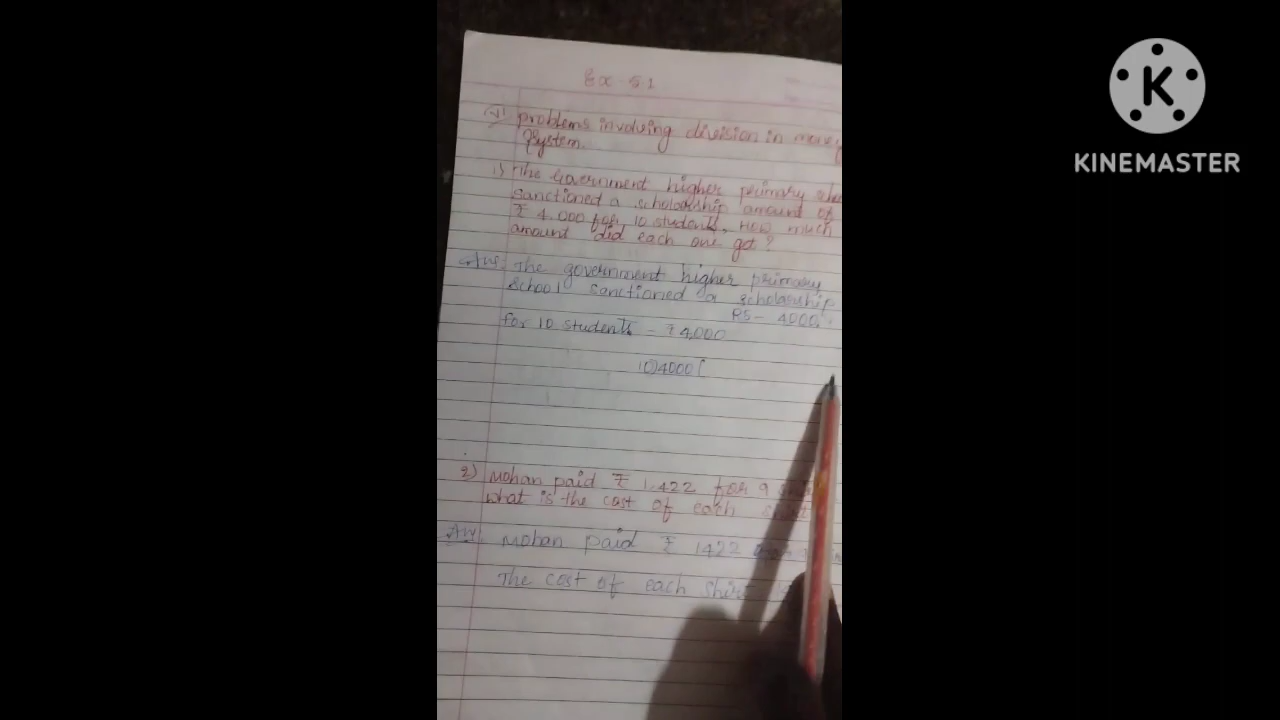 Ex - 5.1
problems involving division in money
system.
1) The Government higher primary
sanctioned a scholarship amount of
₹ 4,000 for 10 students, How much
amount did each one got?
Ans: The government higher primary
school sanctioned a scholarship
RS- 4000
for 10 students - ₹ 4,000
10)4000(
2) Mohan paid ₹ 1,422 for 9
what is the cost of each shirt
Ans: Mohan paid ₹ 1422
The cost of each shirt
KINEMASTER